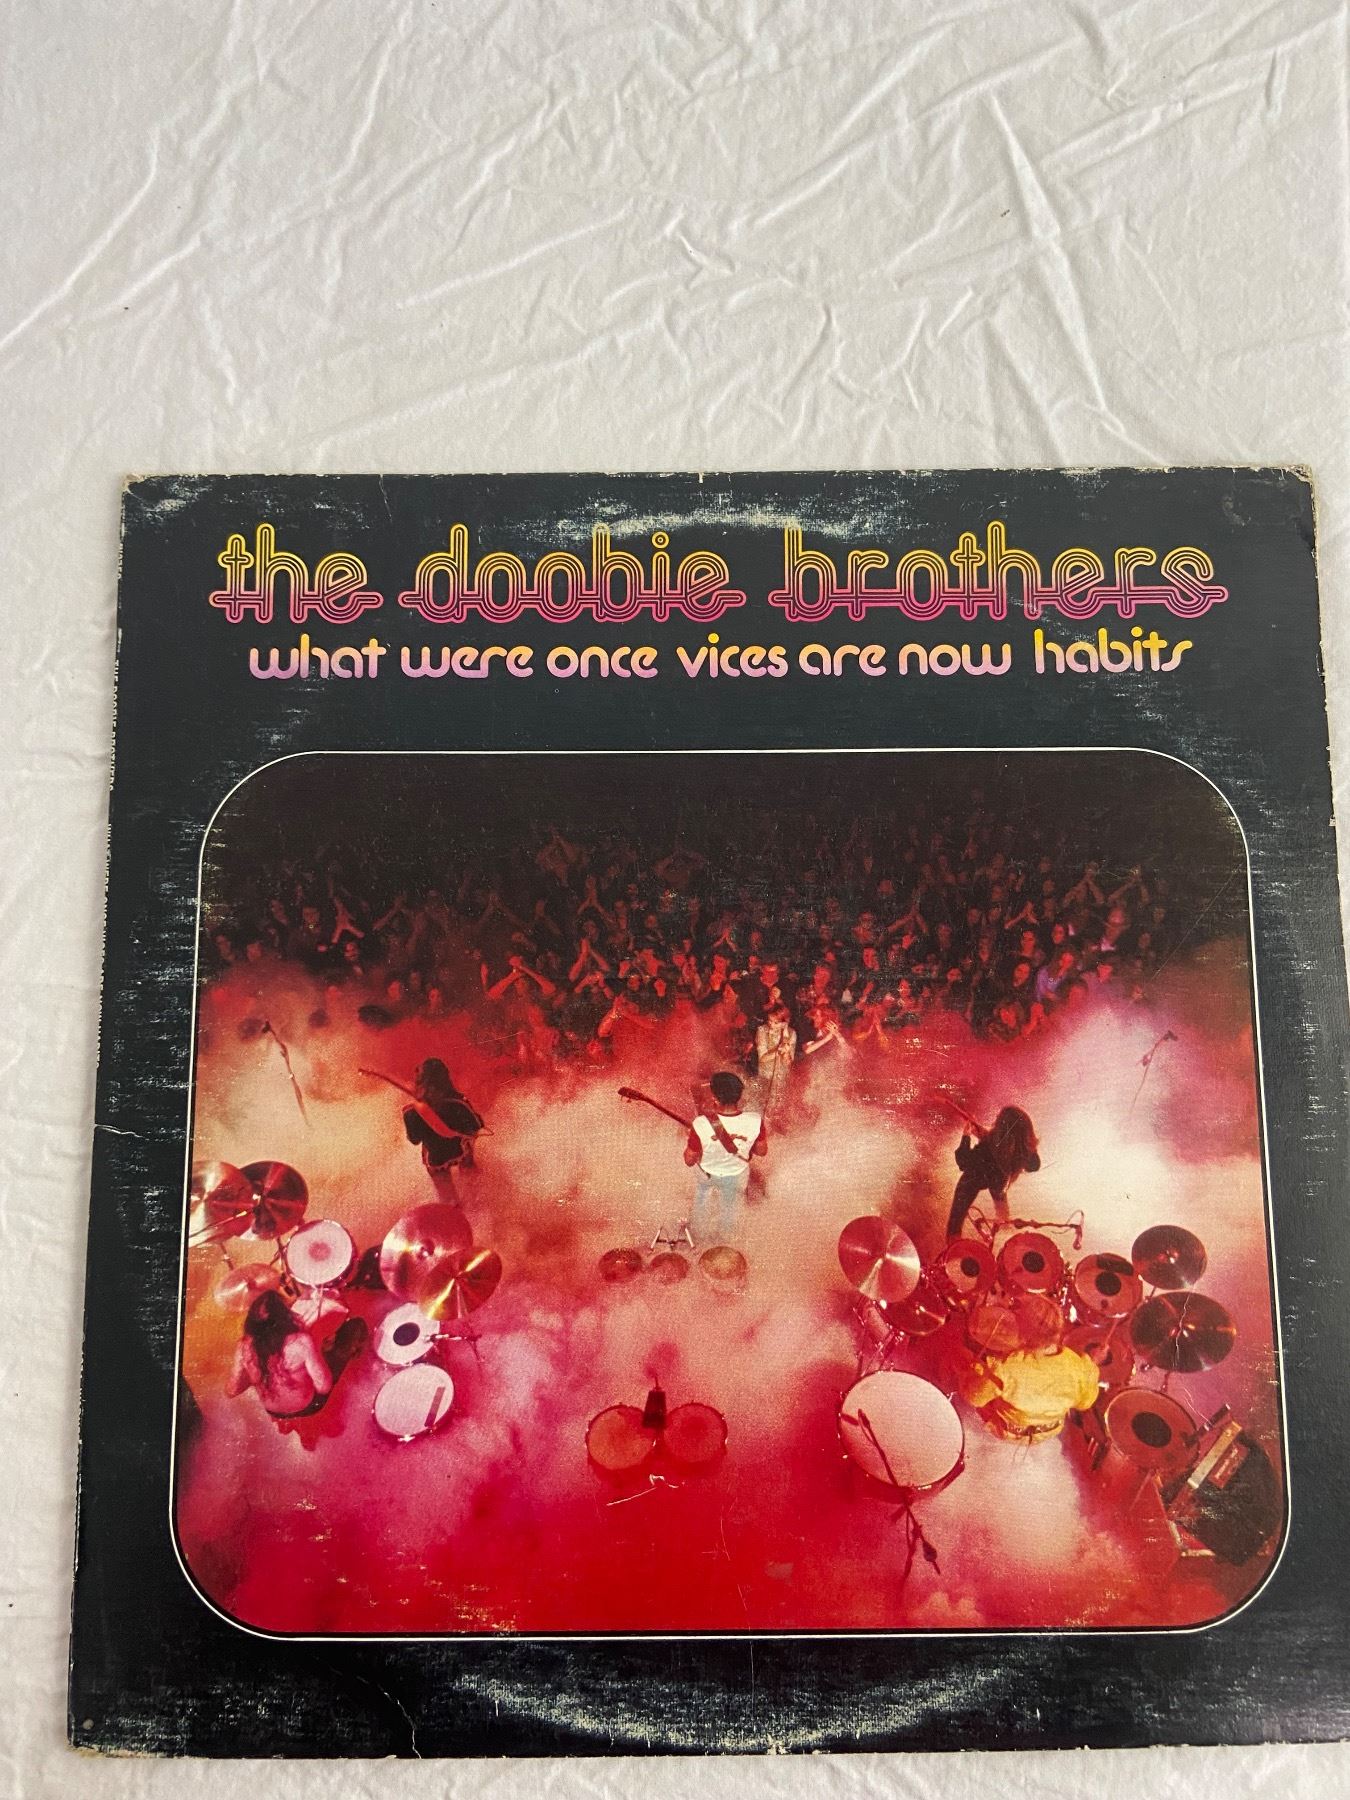 the doobie brothers
what were once vices are now habits